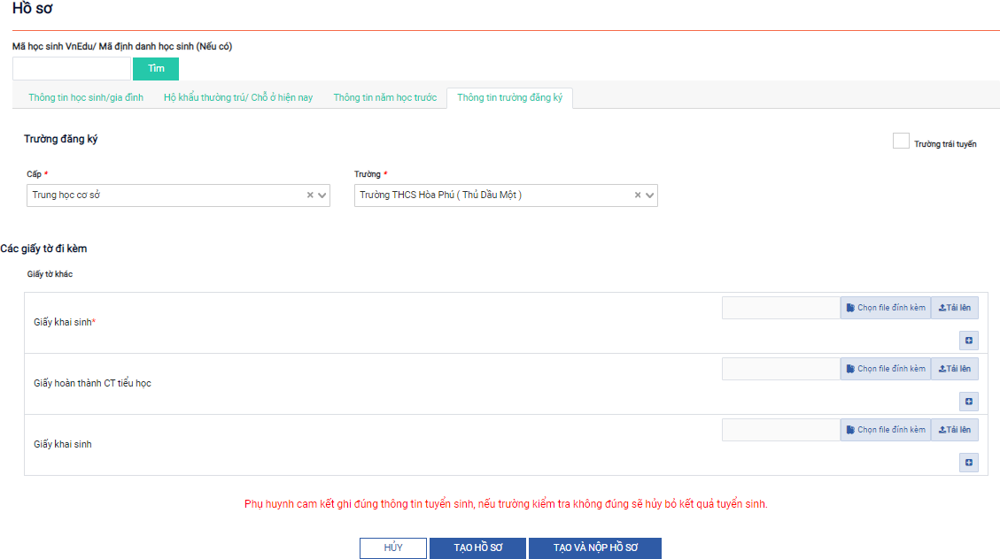 Hồ sơ
Mã học sinh VnEdu/ Mã định danh học sinh (Nếu có)
Tìm
Thông tin học sinh/gia đình Hộ khẩu thường trú/ Chỗ ở hiện nay Thông tin năm học trước Thông tin trường đăng ký
Trường đăng ký
Trường trái tuyến
Cấp * Trường *
Trung học cơ sở Trường THCS Hòa Phú ( Thủ Dầu Một )
Các giấy tờ đi kèm
Giấy tờ khác
Giấy khai sinh* Chọn file đính kèm Tải lên
Giấy hoàn thành CT tiểu học Chọn file đính kèm Tải lên
Giấy khai sinh Chọn file đính kèm Tải lên
Phụ huynh cam kết ghi đúng thông tin tuyển sinh, nếu trường kiểm tra không đúng sẽ hủy bỏ kết quả tuyển sinh.
HỦY TẠO HỒ SƠ TẠO VÀ NỘP HỒ SƠ